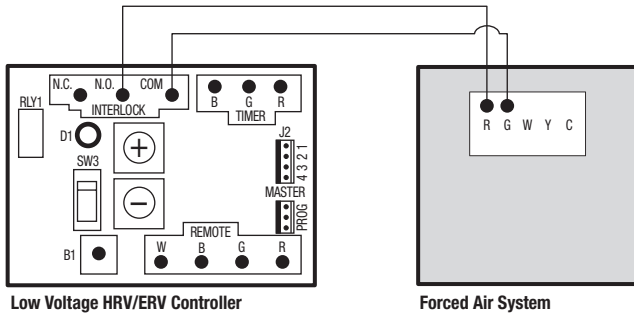 N.C. N.O. COM
INTERLOCK
B G R
TIMER
RLY1
D1
+
J2
4 3 2 1
SW3
MASTER
−
PROG
REMOTE
W B G R
B1
R G W Y C
Low Voltage HRV/ERV Controller
Forced Air System